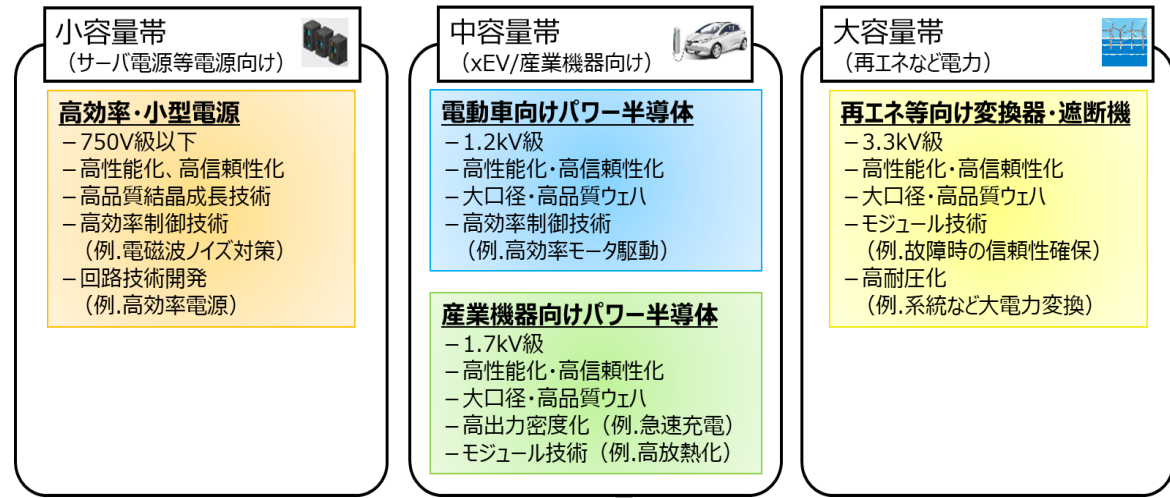 小容量帯
（サーバ電源等電源向け）
高効率・小型電源
－750V級以下
－高性能化、高信頼性化
－高品質結晶成長技術
－高効率制御技術
（例.電磁波ノイズ対策）
－回路技術開発
（例.高効率電源）
中容量帯
（xEV/産業機器向け）
電動車向けパワー半導体
－1.2kV級
－高性能化・高信頼性化
－大口径・高品質ウェハ
－高効率制御技術
（例.高効率モータ駆動）
産業機器向けパワー半導体
－1.7kV級
－高性能化・高信頼性化
－大口径・高品質ウェハ
－高出力密度化（例.急速充電）
－モジュール技術（例.高放熱化）
大容量帯
（再エネなど電力）
再エネ等向け変換器・遮断機
－3.3kV級
－高性能化・高信頼性化
－大口径・高品質ウェハ
－モジュール技術
（例.故障時の信頼性確保）
－高耐圧化
（例.系統など大電力変換）